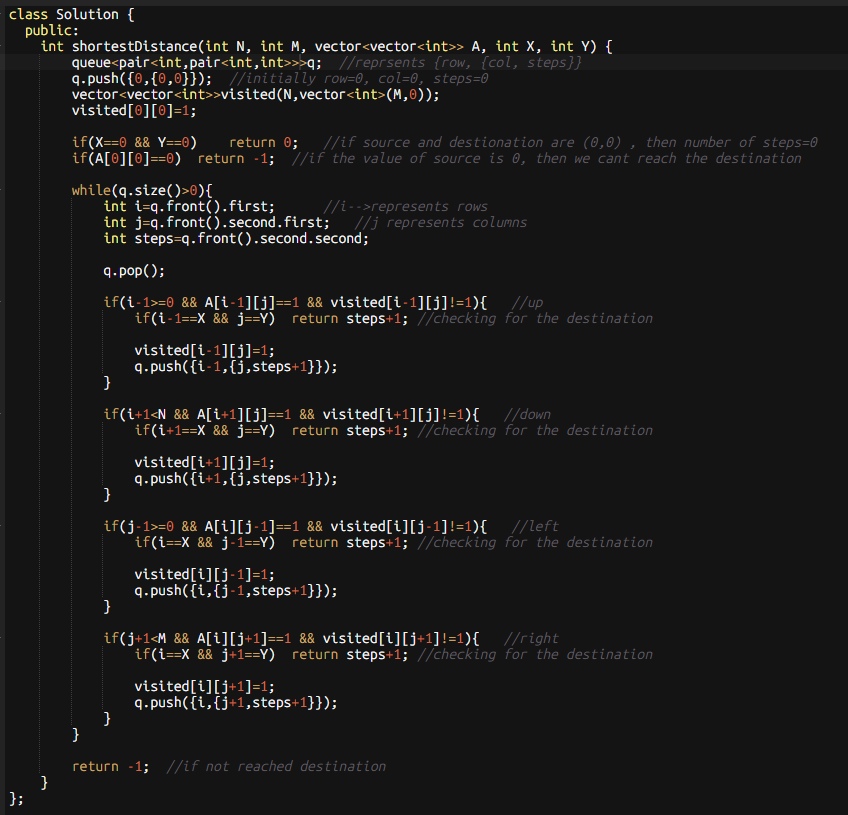 class Solution {
  public:
    int shortestDistance(int N, int M, vector<vector<int>> A, int X, int Y) {
        queue<pair<int,pair<int,int>>>q;  //reprsents {row, {col, steps}}
        q.push({0,{0,0}});  //initially row=0, col=0, steps=0
        vector<vector<int>>visited(N,vector<int>(M,0));
        visited[0][0]=1;

        if(X==0 && Y==0)    return 0;   //if source and destionation are (0,0) , then number of steps=0
        if(A[0][0]==0)  return -1;  //if the value of source is 0, then we cant reach the destination

        while(q.size()>0){
            int i=q.front().first;      //i-->represents rows
            int j=q.front().second.first;   //j represents columns
            int steps=q.front().second.second;

            q.pop();

            if(i-1>=0 && A[i-1][j]==1 && visited[i-1][j]!=1){   //up
                if(i-1==X && j==Y)  return steps+1; //checking for the destination

                visited[i-1][j]=1;
                q.push({i-1,{j,steps+1}});
            }

            if(i+1<N && A[i+1][j]==1 && visited[i+1][j]!=1){   //down
                if(i+1==X && j==Y)  return steps+1; //checking for the destination

                visited[i+1][j]=1;
                q.push({i+1,{j,steps+1}});
            }

            if(j-1>=0 && A[i][j-1]==1 && visited[i][j-1]!=1){   //left
                if(i==X && j-1==Y)  return steps+1; //checking for the destination

                visited[i][j-1]=1;
                q.push({i,{j-1,steps+1}});
            }

            if(j+1<M && A[i][j+1]==1 && visited[i][j+1]!=1){   //right
                if(i==X && j+1==Y)  return steps+1; //checking for the destination

                visited[i][j+1]=1;
                q.push({i,{j+1,steps+1}});
            }
        }

        return -1;  //if not reached destination
    }
};